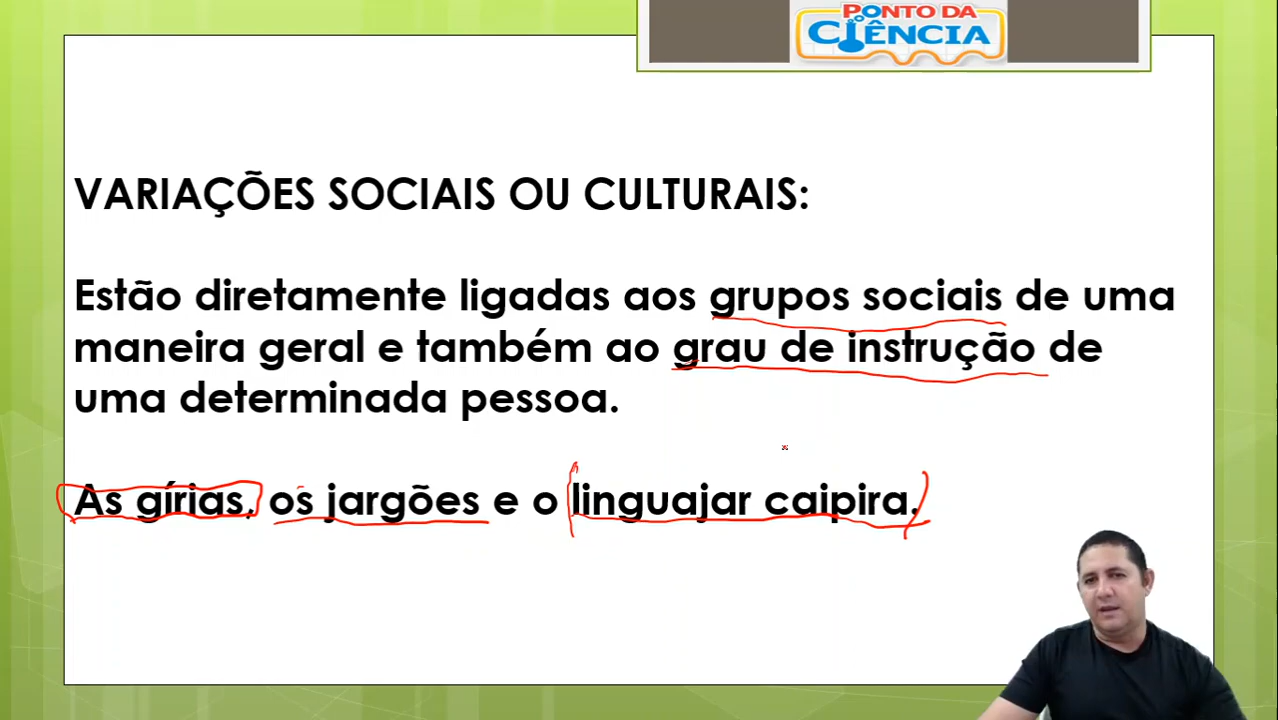 PONTO DA
CIÊNCIA
VARIAÇÕES SOCIAIS OU CULTURAIS:
Estão diretamente ligadas aos grupos sociais de uma
maneira geral e também ao grau de instrução de
uma determinada pessoa.
As gírias, os jargões e o linguajar caipira.